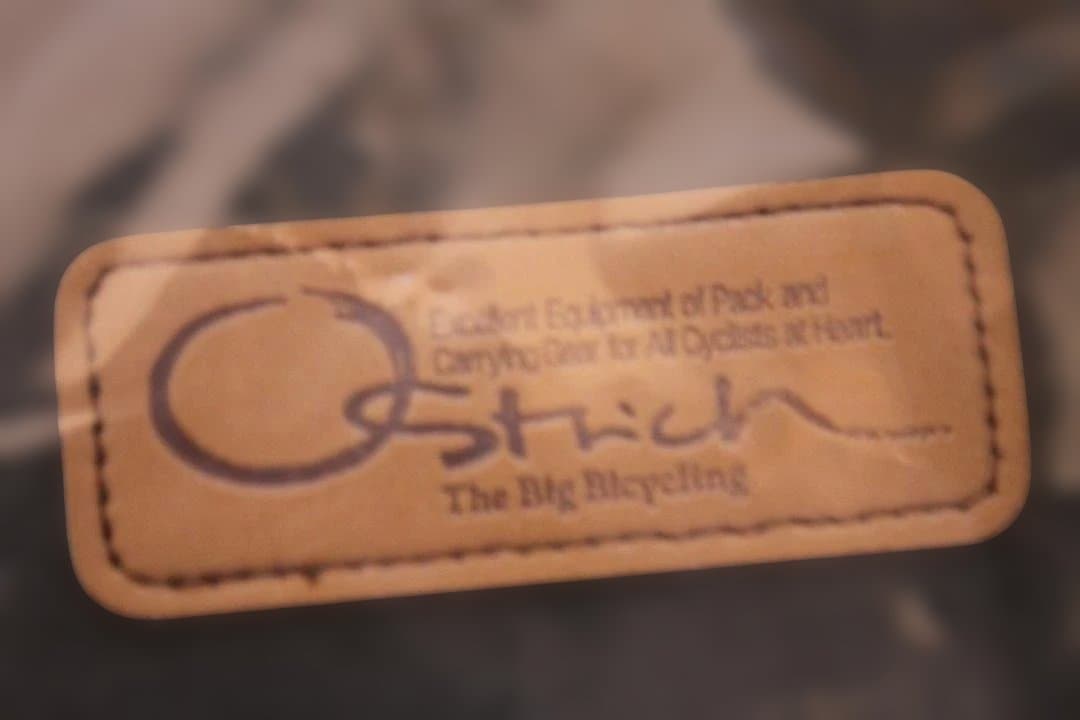 Excellent Equipment of Pack and
Carrying Gear for All Cyclists at Heart.
Ostrich
The Big Bicycling